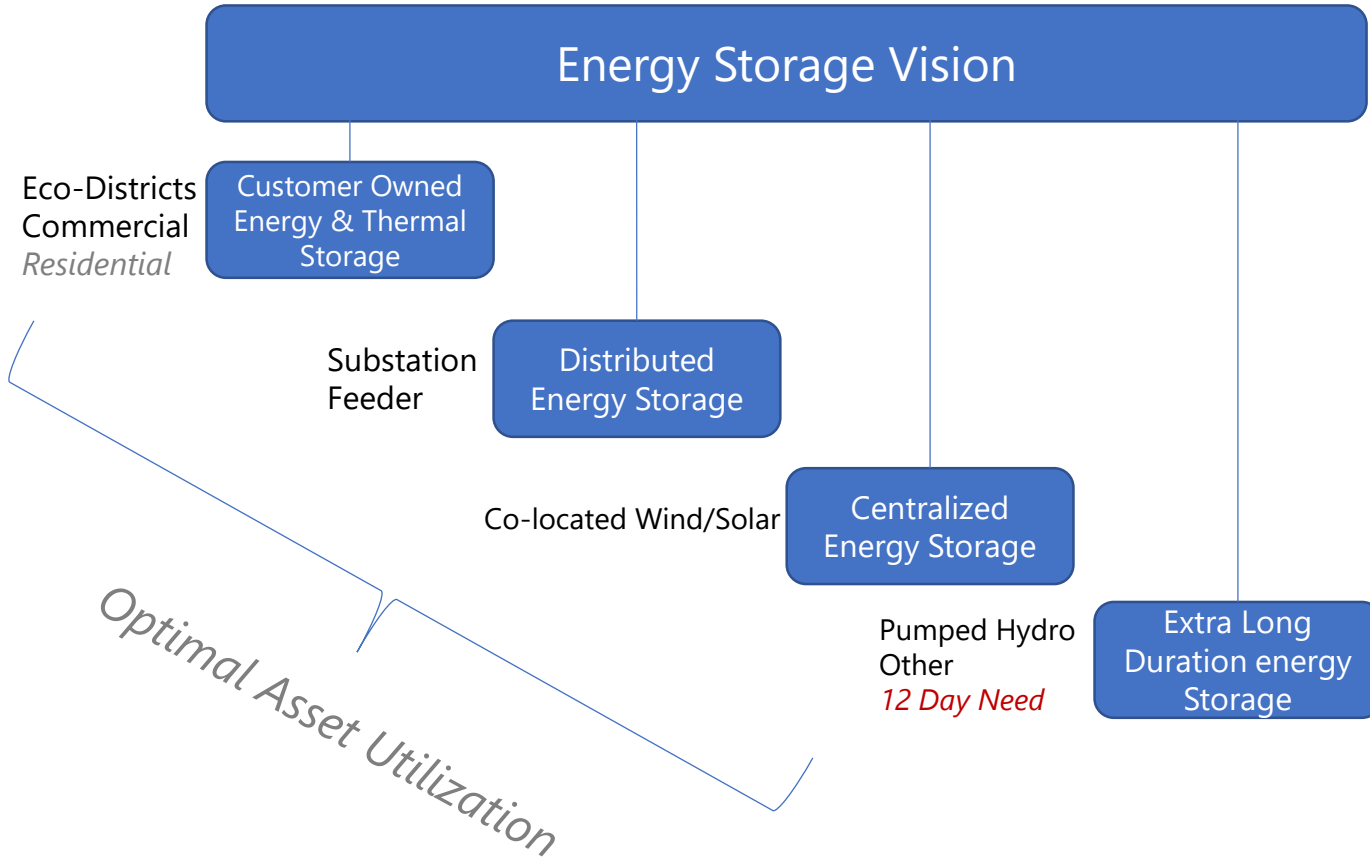 Energy Storage Vision
Eco-Districts
Commercial
Residential
Customer Owned
Energy & Thermal
Storage
Substation
Feeder
Distributed
Energy Storage
Co-located Wind/Solar
Centralized
Energy Storage
Pumped Hydro
Other
12 Day Need
Extra Long
Duration energy
Storage
Optimal Asset Utilization